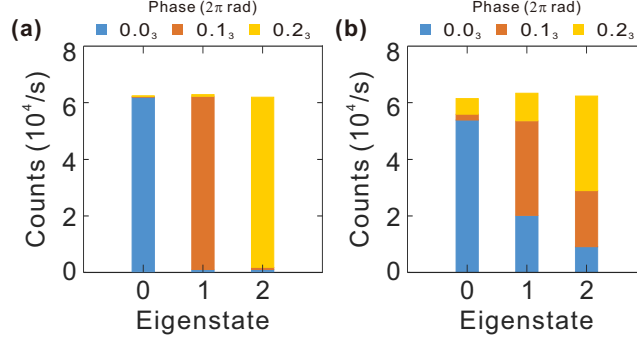 Phase (2π rad)
(a) 0.0₃ 0.1₃ 0.2₃
8
6
4
2
0
Counts (10⁴/s)
0 1 2
Eigenstate
Phase (2π rad)
(b) 0.0₃ 0.1₃ 0.2₃
8
6
4
2
0
Counts (10⁴/s)
0 1 2
Eigenstate